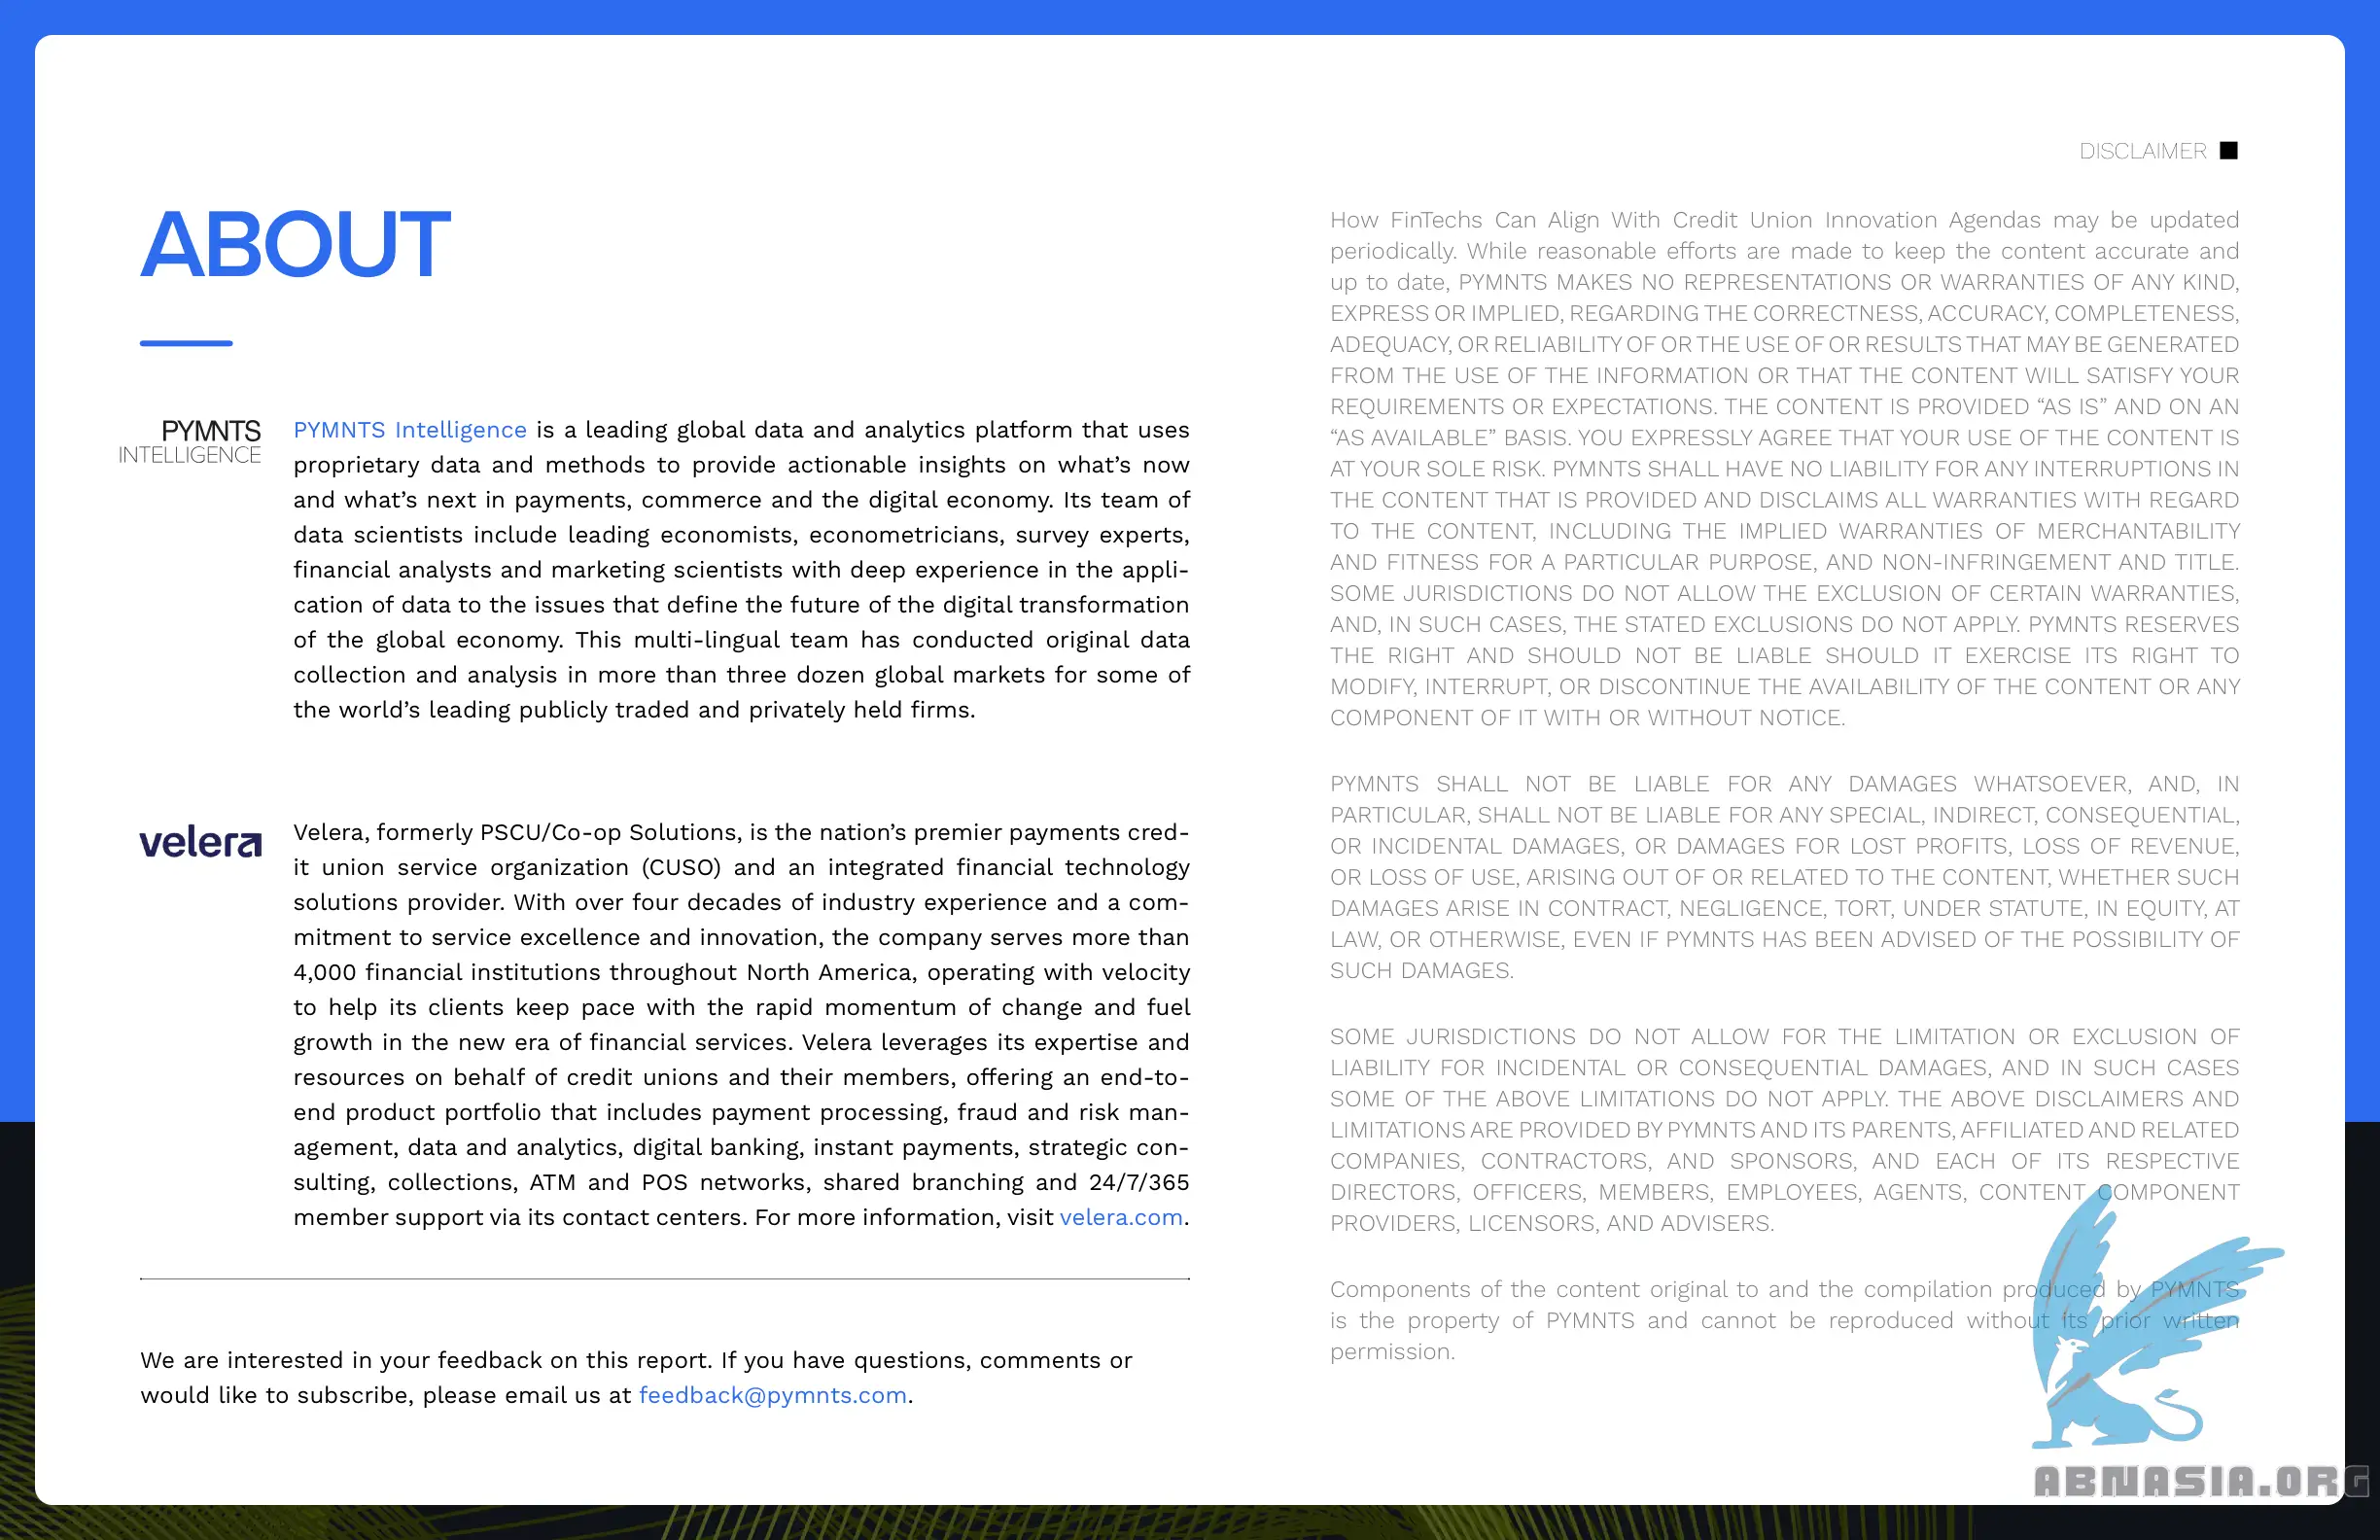 ABOUT
PYMNTS
INTELLIGENCE
PYMNTS Intelligence is a leading global data and analytics platform that uses
proprietary data and methods to provide actionable insights on what's now
and what's next in payments, commerce and the digital economy. Its team of
data scientists include leading economists, econometricians, survey experts,
financial analysts and marketing scientists with deep experience in the appli-
cation of data to the issues that define the future of the digital transformation
of the global economy. This multi-lingual team has conducted original data
collection and analysis in more than three dozen global markets for some of
the world's leading publicly traded and privately held firms.
velera
Velera, formerly PSCU/Co-op Solutions, is the nation's premier payments cred-
it union service organization (CUSO) and an integrated financial technology
solutions provider. With over four decades of industry experience and a com-
mitment to service excellence and innovation, the company serves more than
4,000 financial institutions throughout North America, operating with velocity
to help its clients keep pace with the rapid momentum of change and fuel
growth in the new era of financial services. Velera leverages its expertise and
resources on behalf of credit unions and their members, offering an end-to-
end product portfolio that includes payment processing, fraud and risk man-
agement, data and analytics, digital banking, instant payments, strategic con-
sulting, collections, ATM and POS networks, shared branching and 24/7/365
member support via its contact centers. For more information, visit velera.com.
We are interested in your feedback on this report. If you have questions, comments or
would like to subscribe, please email us at feedback@pymnts.com.
DISCLAIMER
How FinTechs Can Align With Credit Union Innovation Agendas may be updated
periodically. While reasonable efforts are made to keep the content accurate and
up to date, PYMNTS MAKES NO REPRESENTATIONS OR WARRANTIES OF ANY KIND,
EXPRESS OR IMPLIED, REGARDING THE CORRECTNESS, ACCURACY, COMPLETENESS,
ADEQUACY, OR RELIABILITY OF OR THE USE OF OR RESULTS THAT MAY BE GENERATED
FROM THE USE OF THE INFORMATION OR THAT THE CONTENT WILL SATISFY YOUR
REQUIREMENTS OR EXPECTATIONS. THE CONTENT IS PROVIDED “AS IS” AND ON AN
“AS AVAILABLE” BASIS. YOU EXPRESSLY AGREE THAT YOUR USE OF THE CONTENT IS
AT YOUR SOLE RISK. PYMNTS SHALL HAVE NO LIABILITY FOR ANY INTERRUPTIONS IN
THE CONTENT THAT IS PROVIDED AND DISCLAIMS ALL WARRANTIES WITH REGARD
TO THE CONTENT, INCLUDING THE IMPLIED WARRANTIES OF MERCHANTABILITY
AND FITNESS FOR A PARTICULAR PURPOSE, AND NON-INFRINGEMENT AND TITLE.
SOME JURISDICTIONS DO NOT ALLOW THE EXCLUSION OF CERTAIN WARRANTIES,
AND, IN SUCH CASES, THE STATED EXCLUSIONS DO NOT APPLY. PYMNTS RESERVES
THE RIGHT AND SHOULD NOT BE LIABLE SHOULD IT EXERCISE ITS RIGHT TO
MODIFY, INTERRUPT, OR DISCONTINUE THE AVAILABILITY OF THE CONTENT OR ANY
COMPONENT OF IT WITH OR WITHOUT NOTICE.
PYMNTS SHALL NOT BE LIABLE FOR ANY DAMAGES WHATSOEVER, AND, IN
PARTICULAR, SHALL NOT BE LIABLE FOR ANY SPECIAL, INDIRECT, CONSEQUENTIAL,
OR INCIDENTAL DAMAGES, OR DAMAGES FOR LOST PROFITS, LOSS OF REVENUE,
OR LOSS OF USE, ARISING OUT OF OR RELATED TO THE CONTENT, WHETHER SUCH
DAMAGES ARISE IN CONTRACT, NEGLIGENCE, TORT, UNDER STATUTE, IN EQUITY, AT
LAW, OR OTHERWISE, EVEN IF PYMNTS HAS BEEN ADVISED OF THE POSSIBILITY OF
SUCH DAMAGES.
SOME JURISDICTIONS DO NOT ALLOW FOR THE LIMITATION OR EXCLUSION OF
LIABILITY FOR INCIDENTAL OR CONSEQUENTIAL DAMAGES, AND IN SUCH CASES
SOME OF THE ABOVE LIMITATIONS DO NOT APPLY. THE ABOVE DISCLAIMERS AND
LIMITATIONS ARE PROVIDED BY PYMNTS AND ITS PARENTS, AFFILIATED AND RELATED
COMPANIES, CONTRACTORS, AND SPONSORS, AND EACH OF ITS RESPECTIVE
DIRECTORS, OFFICERS, MEMBERS, EMPLOYEES, AGENTS, CONTENT COMPONENT
PROVIDERS, LICENSORS, AND ADVISERS.
Components of the content original to and the compilation produced by PYMNTS
is the property of PYMNTS and cannot be reproduced without its prior written
permission.
ABNASIA.ORG